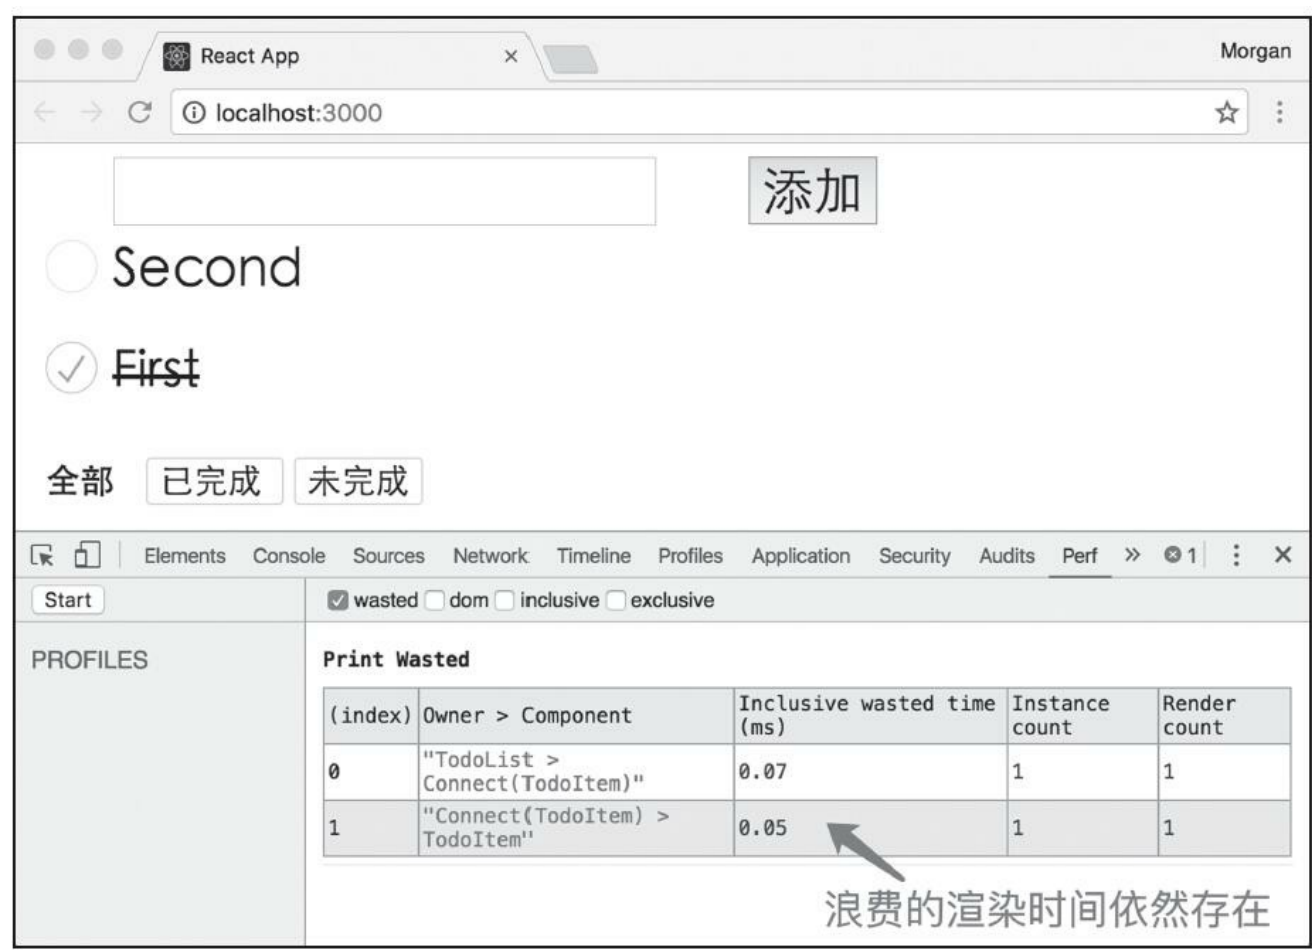 React App ×
Morgan
localhost:3000
添加
Second
First
全部 已完成 未完成
Elements Console Sources Network Timeline Profiles Application Security Audits Perf » 1
Start
wasted dom inclusive exclusive
PROFILES
Print Wasted
(index) Owner > Component Inclusive wasted time (ms) Instance count Render count
0 "TodoList > Connect(TodoItem)" 0.07 1 1
1 "Connect(TodoItem) > TodoItem" 0.05 1 1
浪费的渲染时间依然存在